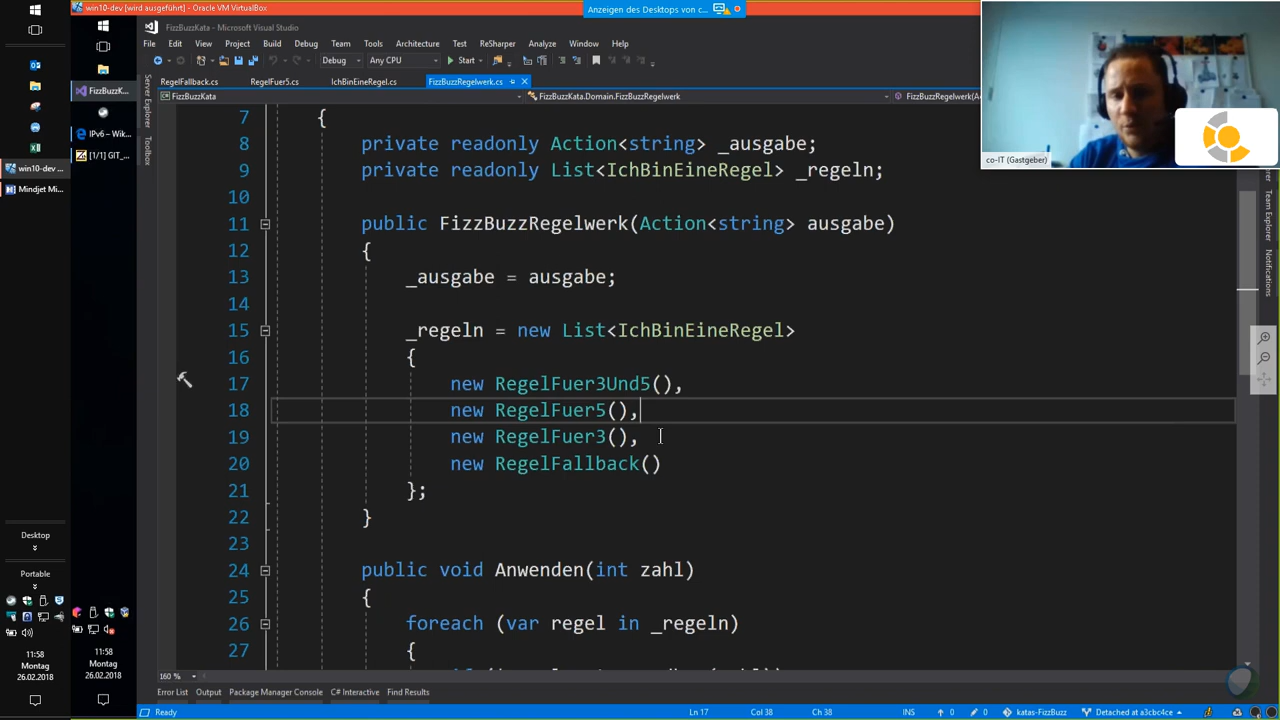 win10-dev [wird ausgeführt] - Oracle VM VirtualBox
Anzeigen des Desktops von c...
FizzBuzzKata - Microsoft Visual Studio
File Edit View Project Build Debug Team Tools Architecture Test ReSharper Analyze Window Help
Debug Any CPU Start
RegelFallback.cs RegelFuer5.cs IchBinEineRegel.cs FizzBuzzRegelwerk.cs
FizzBuzzKata FizzBuzzKata.Domain.FizzBuzzRegelwerk FizzBuzzRegelwerk(Ac
Server Explorer
Toolbox
FizzBuzzK...
IPv6 – Wik...
[1/1] GIT_...
win10-dev ...
Mindjet Mi...
co-IT (Gastgeber)
Team Explorer
Notifications
7 {
8 private readonly Action<string> _ausgabe;
9 private readonly List<IchBinEineRegel> _regeln;
10
11 public FizzBuzzRegelwerk(Action<string> ausgabe)
12 {
13 _ausgabe = ausgabe;
14
15 _regeln = new List<IchBinEineRegel>
16 {
17 new RegelFuer3Und5(),
18 new RegelFuer5(),
19 new RegelFuer3(),
20 new RegelFallback()
21 };
22 }
23
24 public void Anwenden(int zahl)
25 {
26 foreach (var regel in _regeln)
27 {
160 %
Error List Output Package Manager Console C# Interactive Find Results
Ready Ln 17 Col 38 Ch 38 INS 0 0 katas-FizzBuzz Detached at a3cbc4ce
Desktop
Portable
11:58
Montag
26.02.2018
11:58
Montag
26.02.2018